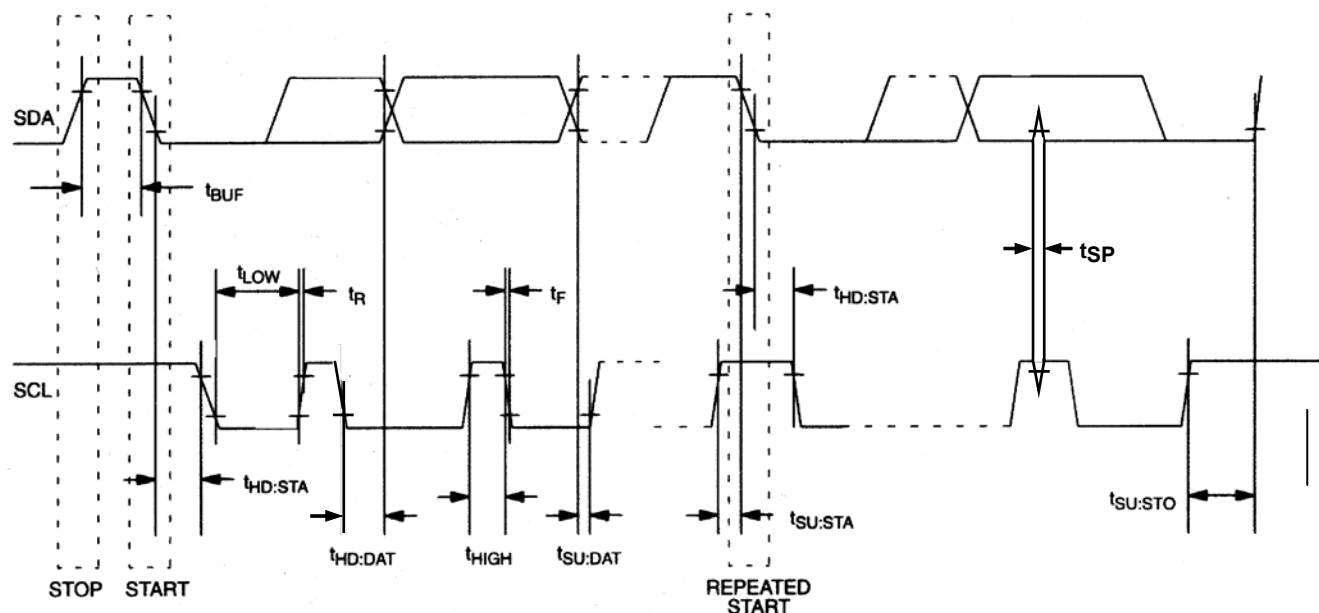 SDA
tBUF
tSP
tLOW
tR
tF
tHD:STA
SCL
tHD:STA
tSU:STA
tSU:STO
tHD:DAT
tHIGH
tSU:DAT
STOP
START
REPEATED
START